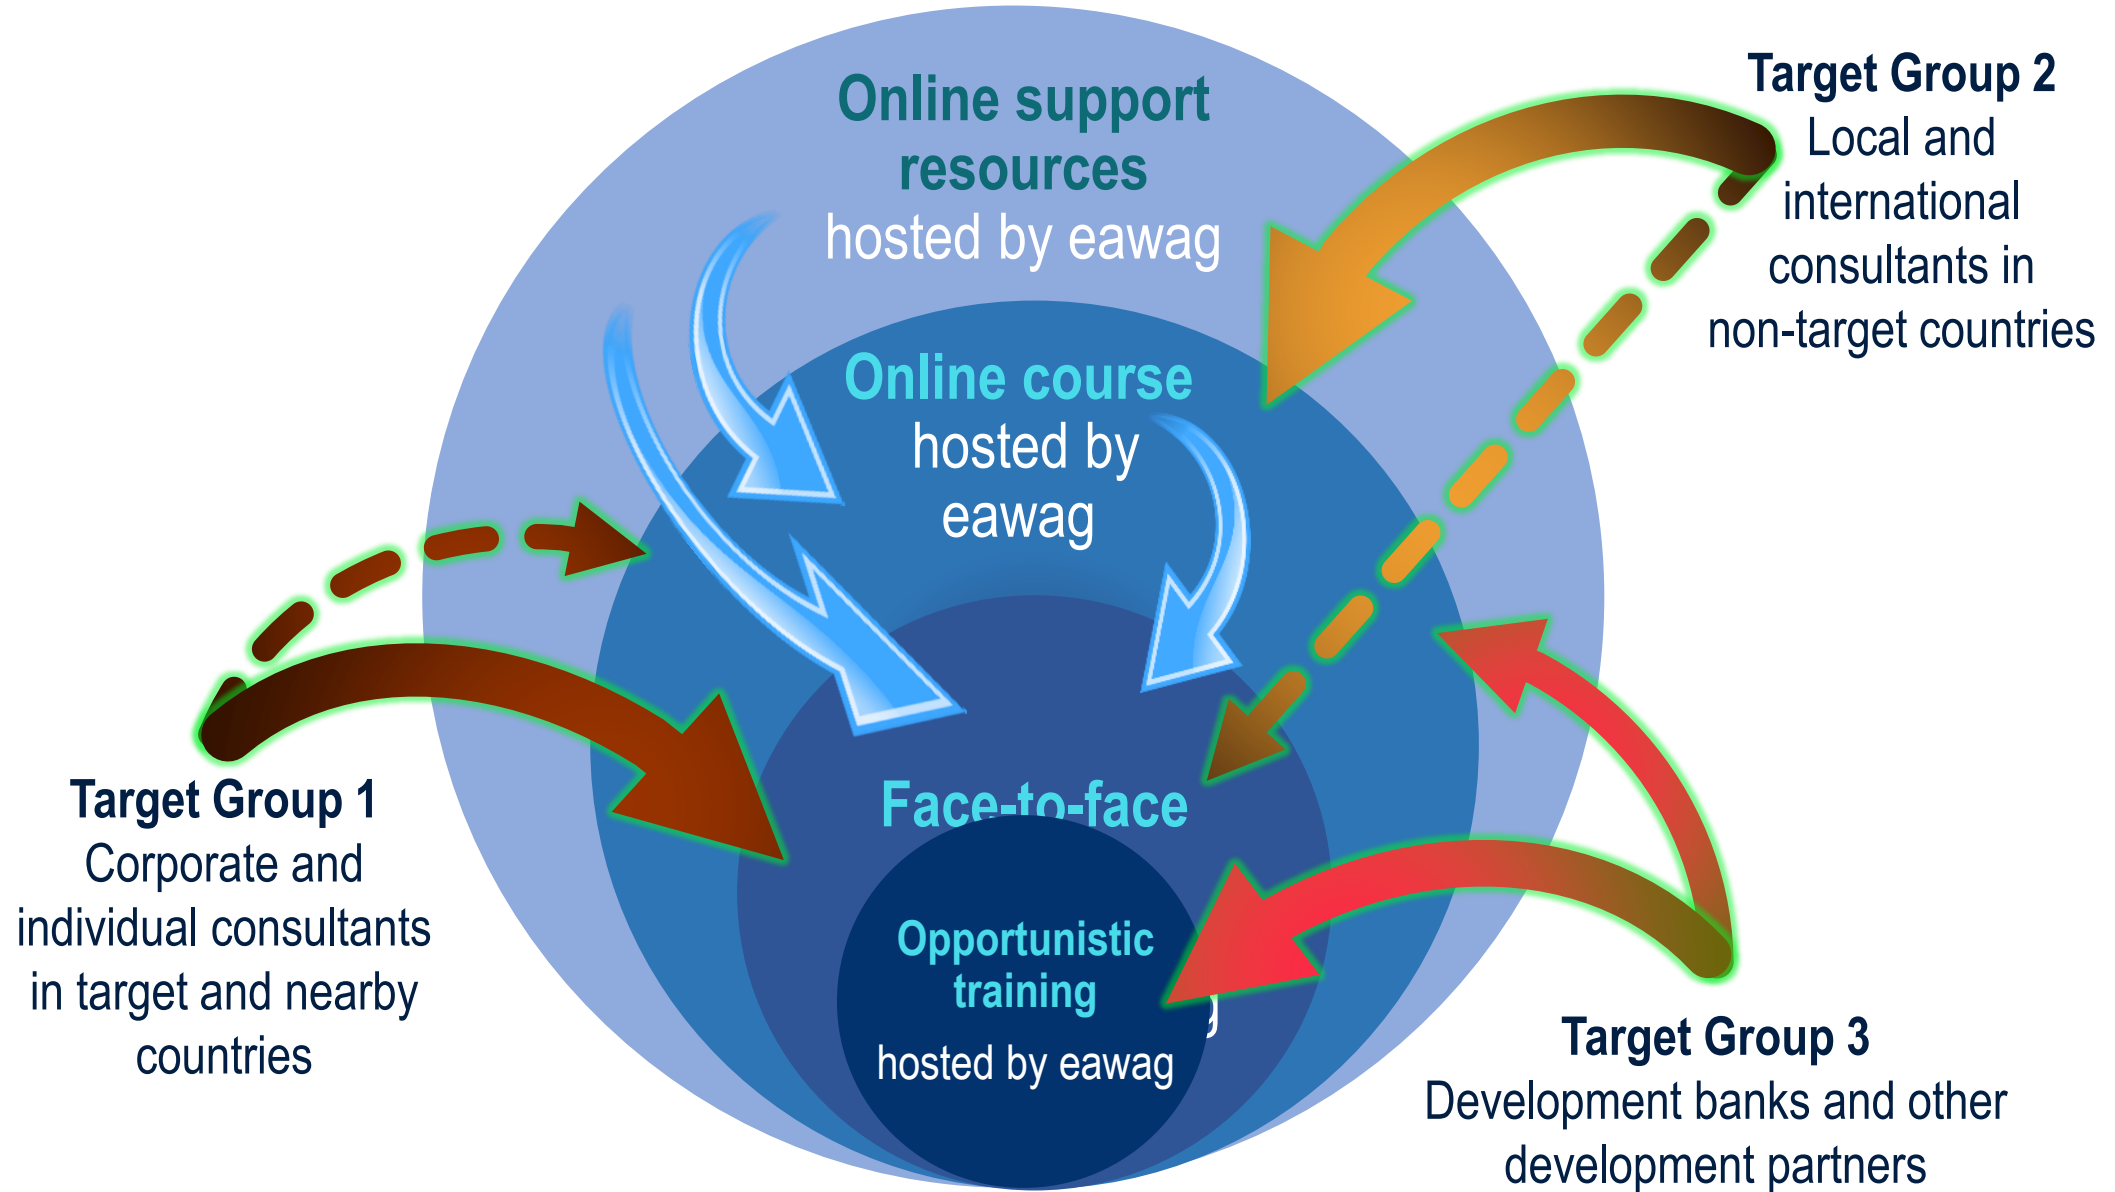 Online support
resources
hosted by eawag
Target Group 2
Local and
international
consultants in
non-target countries
Online course
hosted by
eawag
Target Group 1
Corporate and
individual consultants
in target and nearby
countries
Face-to-face
Opportunistic
training
hosted by eawag
Target Group 3
Development banks and other
development partners